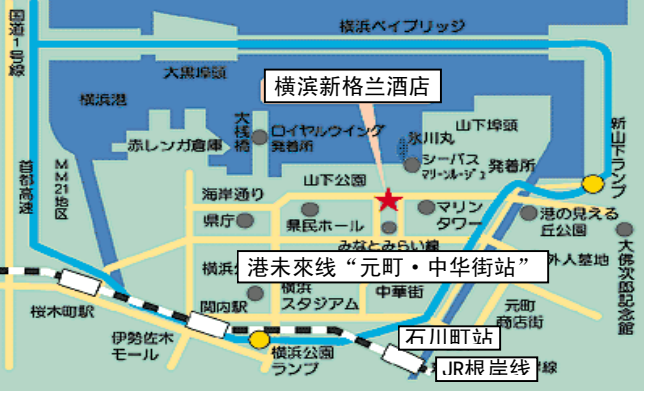 国道1号線
横浜ベイブリッジ
大黒埠頭
横滨新格兰酒店
横浜港
大桟橋
ロイヤルウイング
発着所
赤レンガ倉庫
氷川丸
山下埠頭
シーバス
マリーンルージュ
発着所
新山下ランプ
首都高速
MM21地区
山下公園
海岸通り
県庁
県民ホール
マリン
タワー
港の見える
丘公園
みなとみらい線
港未來线“元町・中华街站”
外人墓地
大佛次郎記念館
横浜公
関内駅
横浜
スタジアム
中華街
元町
商店街
桜木町駅
伊勢佐木
モール
横浜公園
ランプ
石川町站
JR根岸线
線